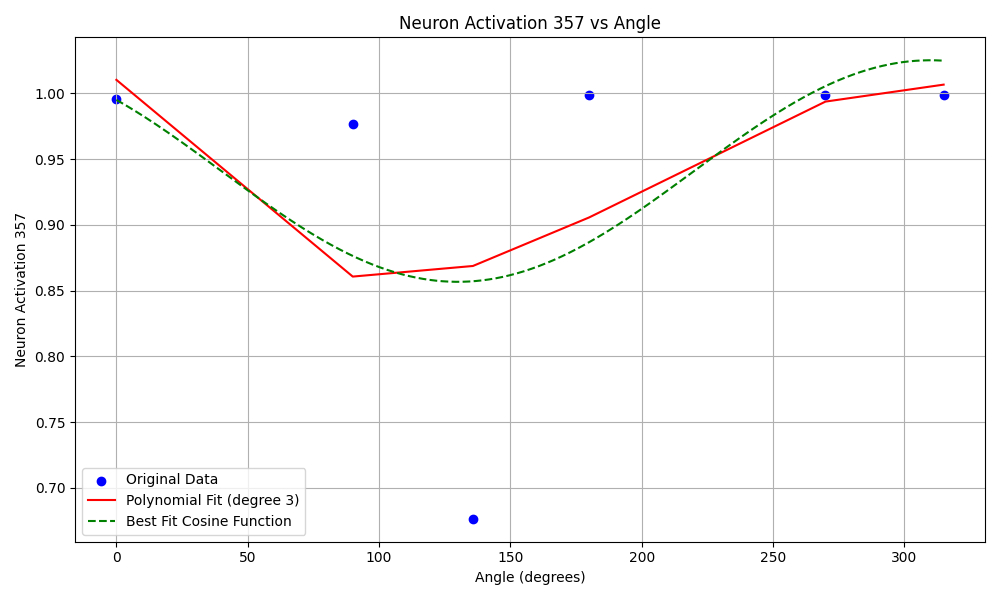 Neuron Activation 357 vs Angle
Neuron Activation 357
1.00
0.95
0.90
0.85
0.80
0.75
0.70
Original Data
Polynomial Fit (degree 3)
Best Fit Cosine Function
0
50
100
150
200
250
300
Angle (degrees)